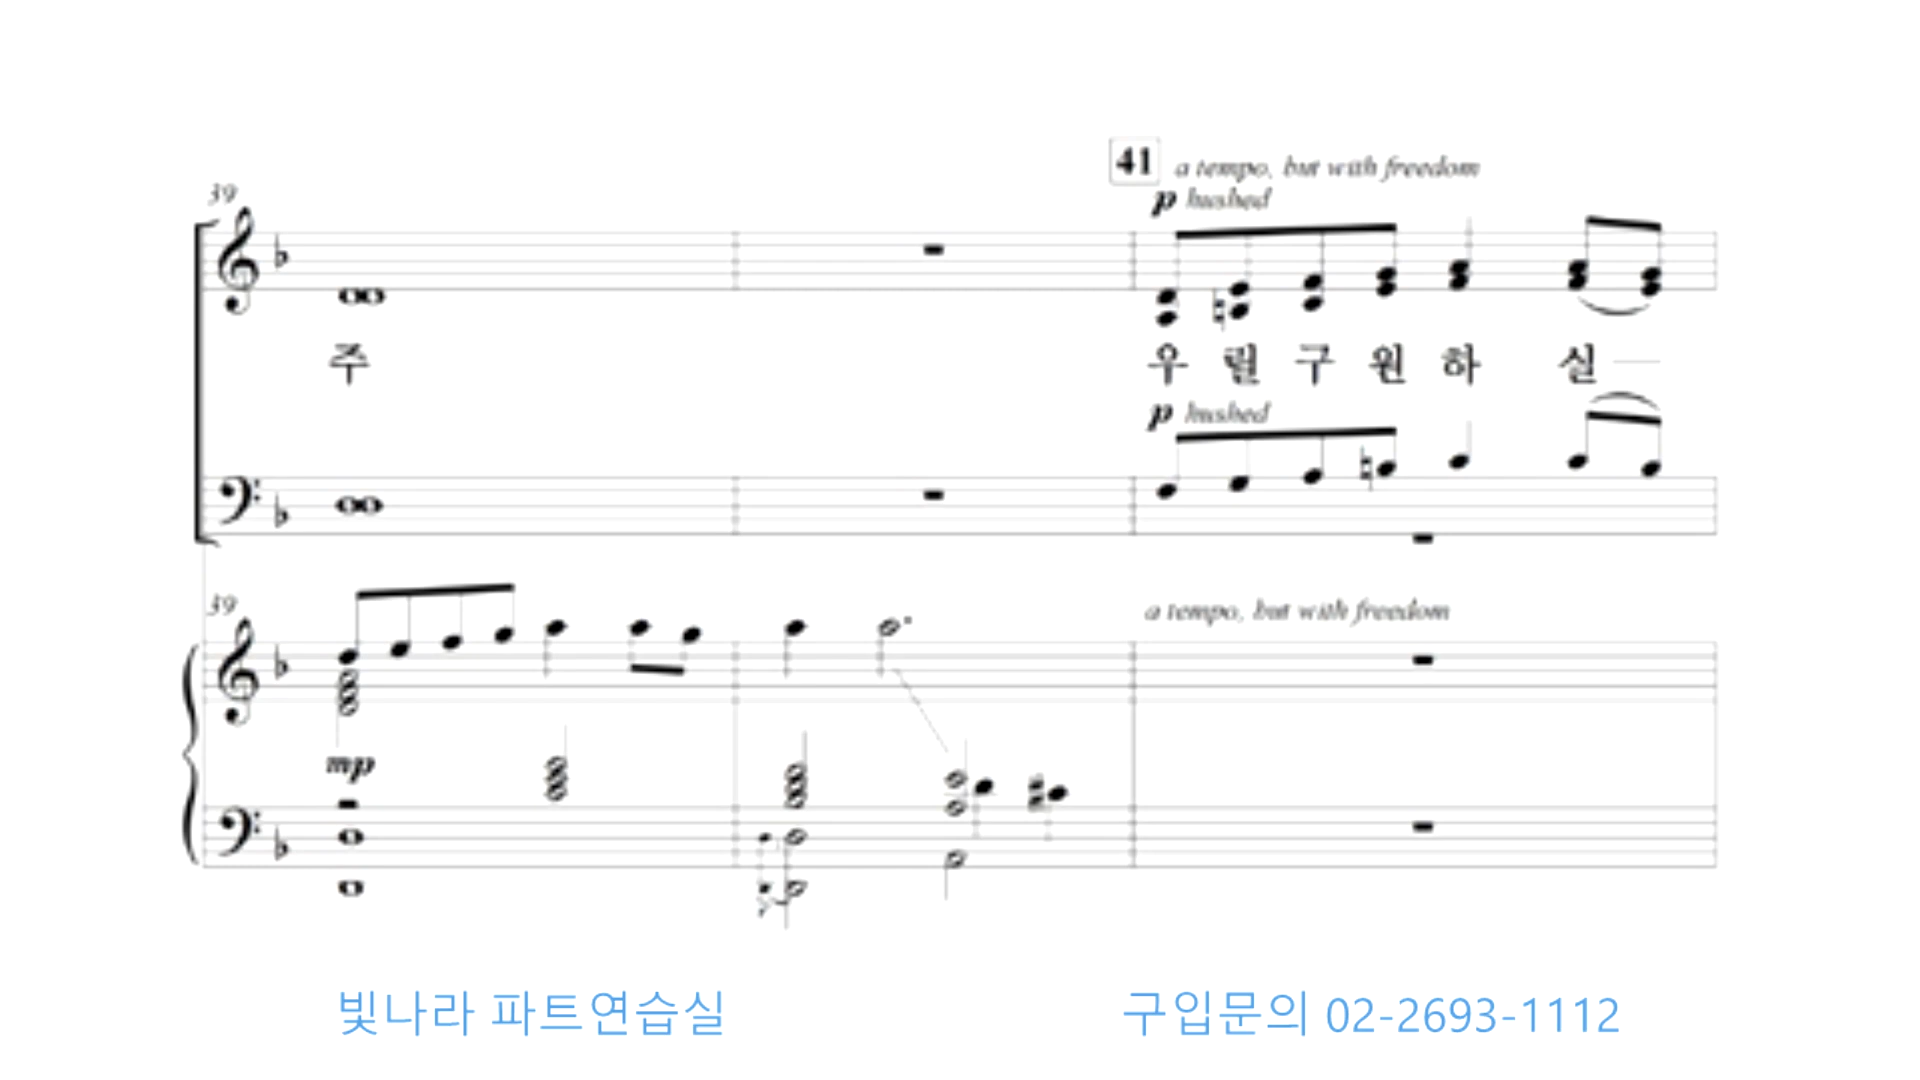 41 a tempo, but with freedom
39
p hushed
주 우릴구원하 실
p hushed
39
a tempo, but with freedom
mp
빛나라 파트연습실 구입문의 02-2693-1112